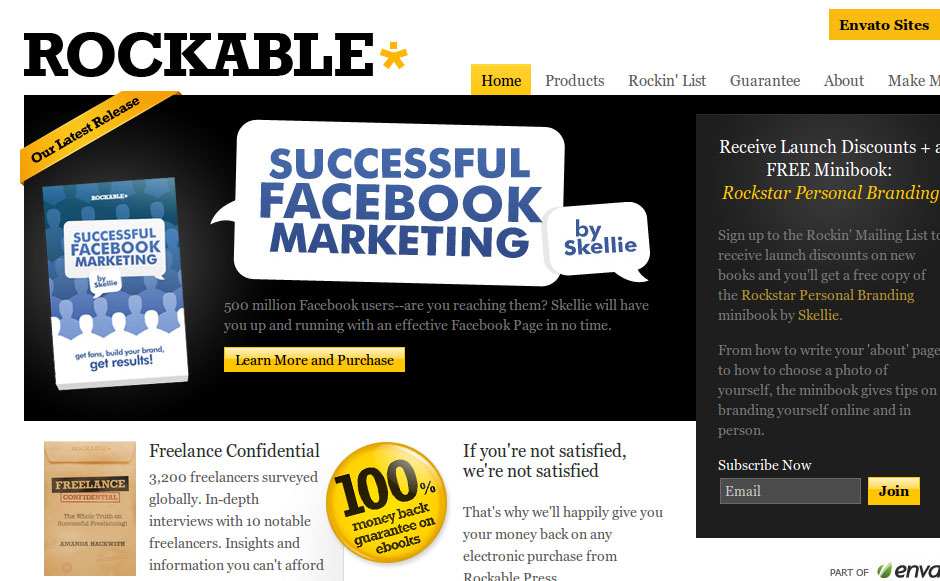 Envato Sites
ROCKABLE*
Home Products Rockin' List Guarantee About Make M
Our Latest Release
ROCKABLE*
SUCCESSFUL
FACEBOOK
MARKETING
by
Skellie
get fans, build your brand,
get results!
SUCCESSFUL
FACEBOOK
MARKETING
by
Skellie
500 million Facebook users--are you reaching them? Skellie will have
you up and running with an effective Facebook Page in no time.
Learn More and Purchase
Receive Launch Discounts + a
FREE Minibook:
Rockstar Personal Branding
Sign up to the Rockin' Mailing List to
receive launch discounts on new
books and you'll get a free copy of
the Rockstar Personal Branding
minibook by Skellie.
From how to write your 'about' page
to how to choose a photo of
yourself, the minibook gives tips on
branding yourself online and in
person.
Subscribe Now
Email Join
ROCKABLE*
FREELANCE
CONFIDENTIAL
The Whole Truth on
Successful Freelancing!
AMANDA HACKWITH
Freelance Confidential
3,200 freelancers surveyed
globally. In-depth
interviews with 10 notable
freelancers. Insights and
information you can't afford
100%
money back
guarantee on
ebooks
If you're not satisfied,
we're not satisfied
That's why we'll happily give you
your money back on any
electronic purchase from
Rockable Press
PART OF enva